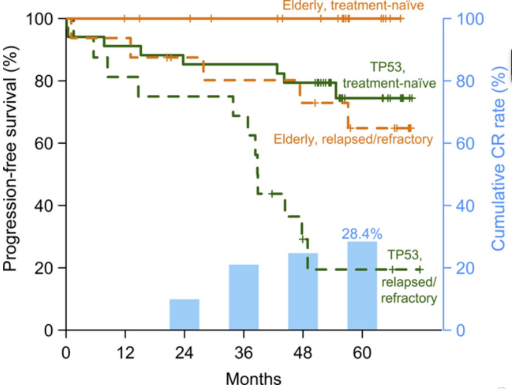 Elderly, treatment-naïve
100
80
60
40
20
0
Progression-free survival (%)
TP53,
treatment-naïve
Elderly, relapsed/refractory
28.4%
TP53,
relapsed/
refractory
100
80
60
40
20
0
Cumulative CR rate (%)
0 12 24 36 48 60
Months